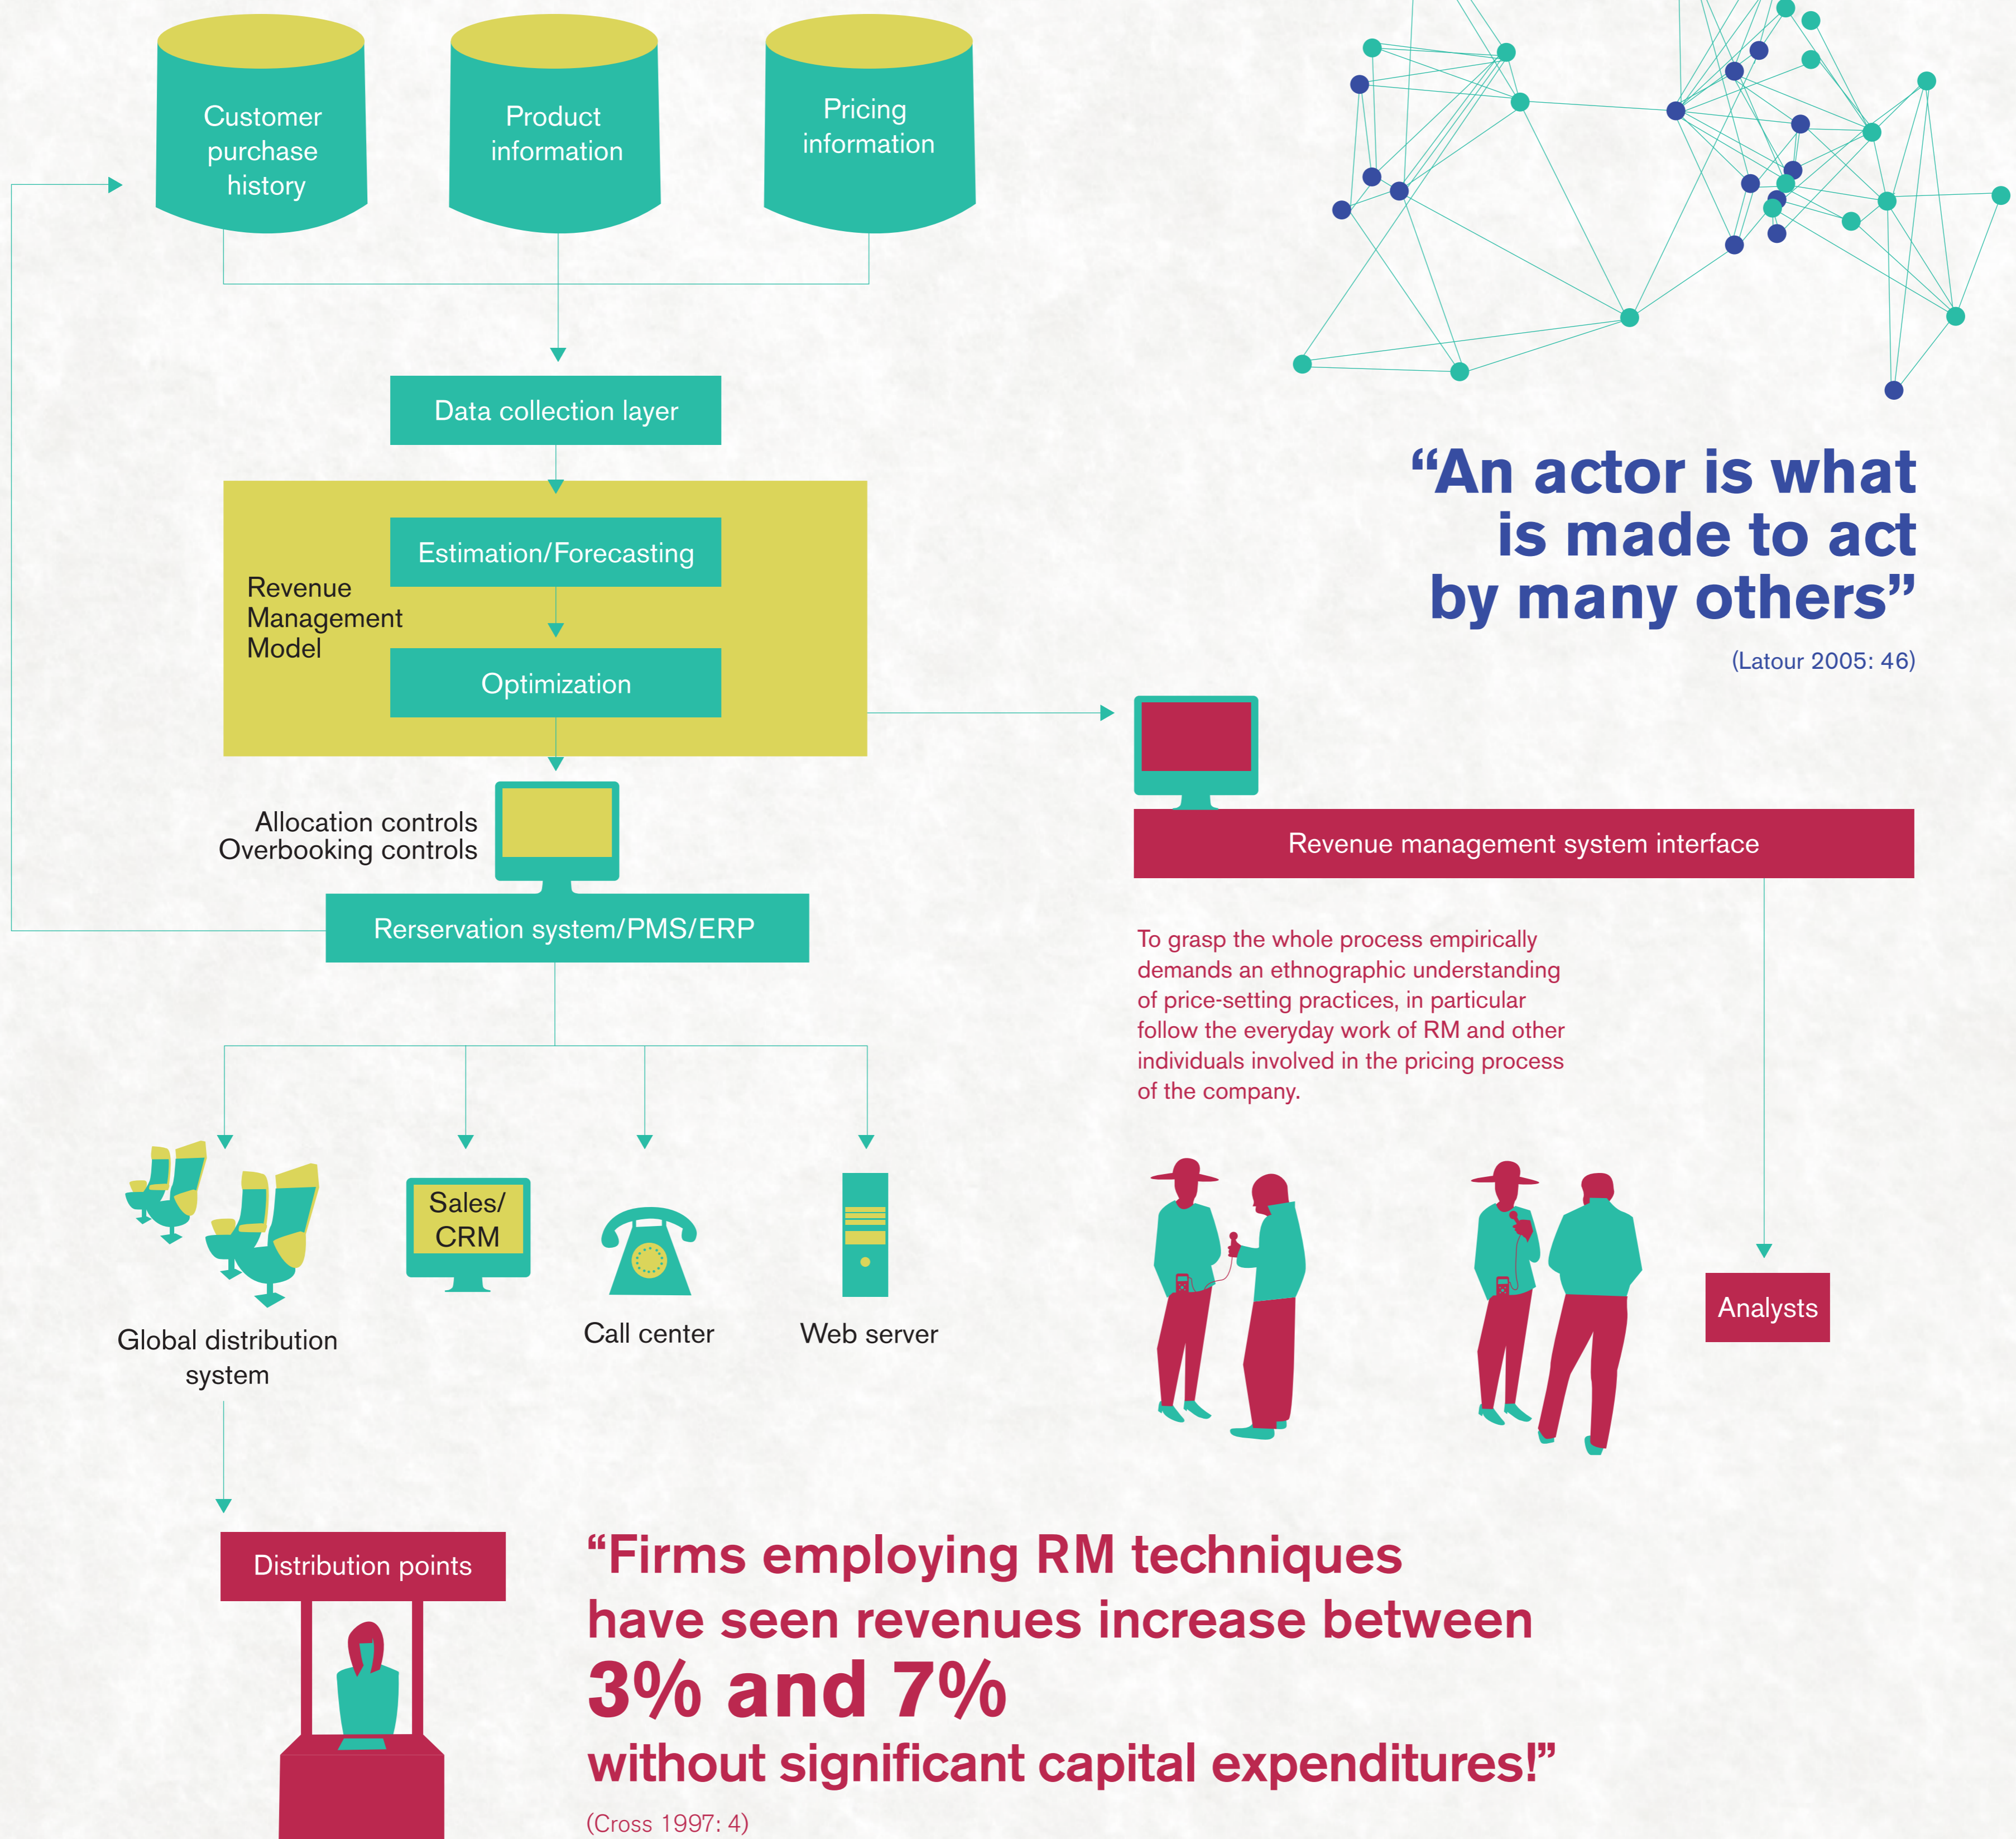 Customer
purchase
history
Product
information
Pricing
information
Data collection layer
Revenue
Management
Model
Estimation/Forecasting
Optimization
Allocation controls
Overbooking controls
Rerservation system/PMS/ERP
Sales/
CRM
Global distribution
system
Call center
Web server
Distribution points
“An actor is what
is made to act
by many others”
(Latour 2005: 46)
Revenue management system interface
To grasp the whole process empirically
demands an ethnographic understanding
of price-setting practices, in particular
follow the everyday work of RM and other
individuals involved in the pricing process
of the company.
Analysts
“Firms employing RM techniques
have seen revenues increase between
3% and 7%
without significant capital expenditures!”
(Cross 1997: 4)